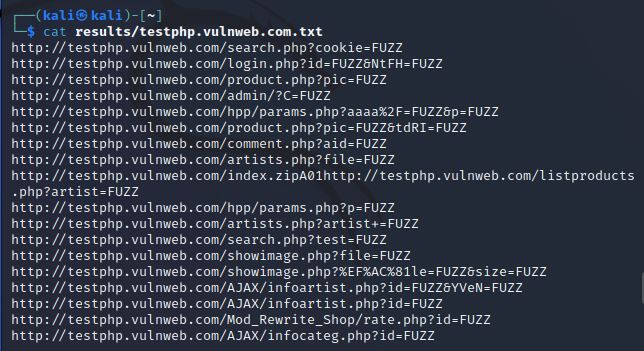 ┌──(kali㉿kali)-[~]
└─$ cat results/testphp.vulnweb.com.txt
http://testphp.vulnweb.com/search.php?cookie=FUZZ
http://testphp.vulnweb.com/login.php?id=FUZZ&NtFH=FUZZ
http://testphp.vulnweb.com/product.php?pic=FUZZ
http://testphp.vulnweb.com/admin/?C=FUZZ
http://testphp.vulnweb.com/hpp/params.php?aaaa%2F=FUZZ&p=FUZZ
http://testphp.vulnweb.com/product.php?pic=FUZZ&tdRI=FUZZ
http://testphp.vulnweb.com/comment.php?aid=FUZZ
http://testphp.vulnweb.com/artists.php?file=FUZZ
http://testphp.vulnweb.com/index.zipA01http://testphp.vulnweb.com/listproducts
.php?artist=FUZZ
http://testphp.vulnweb.com/hpp/params.php?p=FUZZ
http://testphp.vulnweb.com/artists.php?artist+=FUZZ
http://testphp.vulnweb.com/search.php?test=FUZZ
http://testphp.vulnweb.com/showimage.php?file=FUZZ
http://testphp.vulnweb.com/showimage.php?%EF%AC%81le=FUZZ&size=FUZZ
http://testphp.vulnweb.com/AJAX/infoartist.php?id=FUZZ&YVeN=FUZZ
http://testphp.vulnweb.com/AJAX/infoartist.php?id=FUZZ
http://testphp.vulnweb.com/Mod_Rewrite_Shop/rate.php?id=FUZZ
http://testphp.vulnweb.com/AJAX/infocateg.php?id=FUZZ